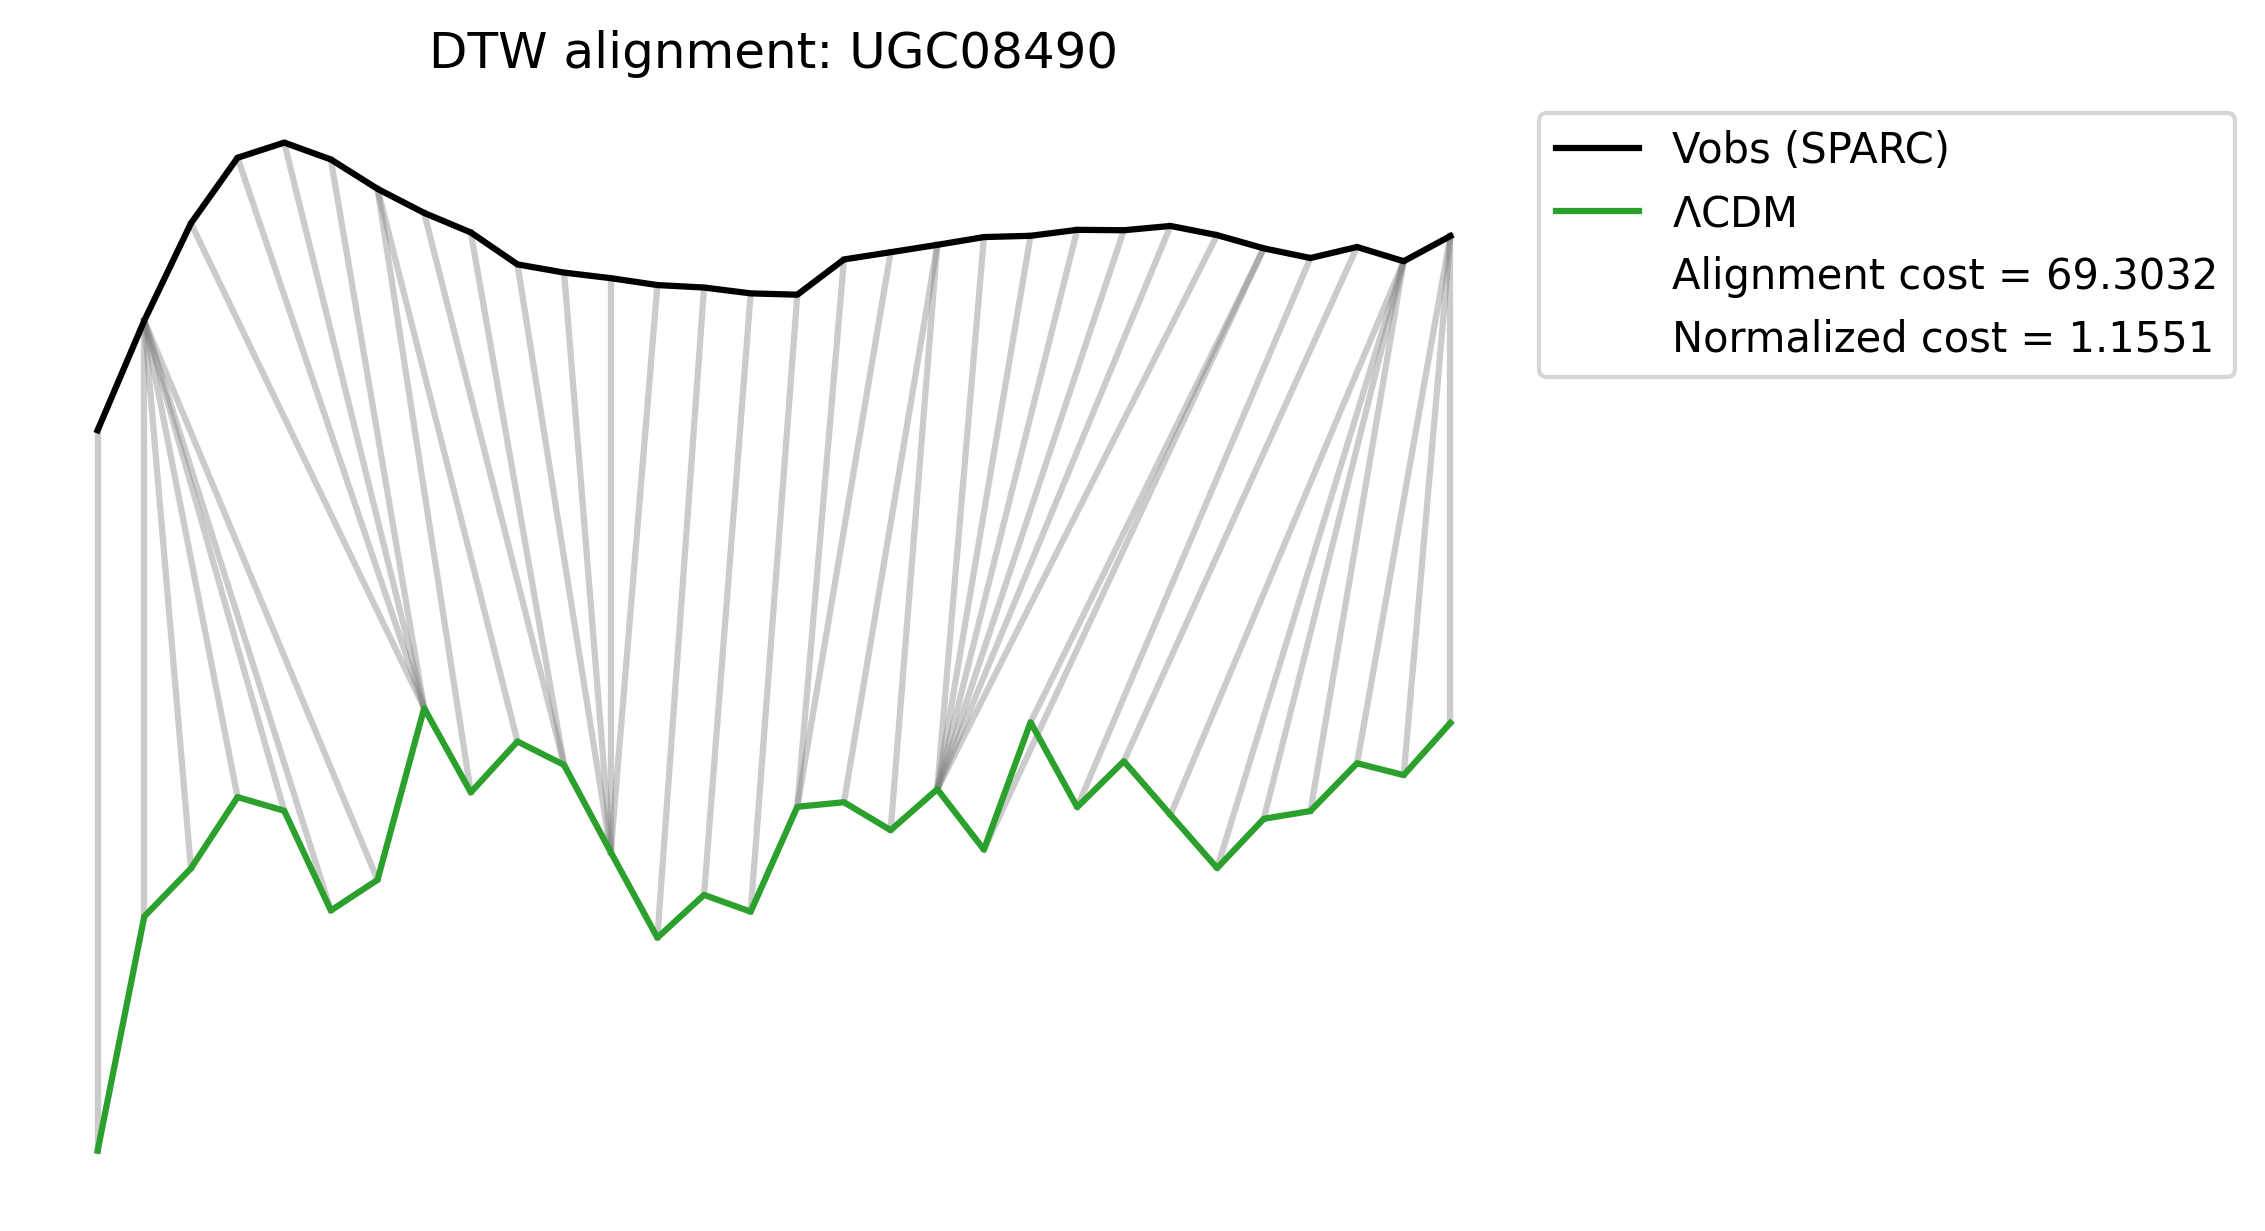 DTW alignment: UGC08490
Vobs (SPARC)
ΛCDM
Alignment cost = 69.3032
Normalized cost = 1.1551